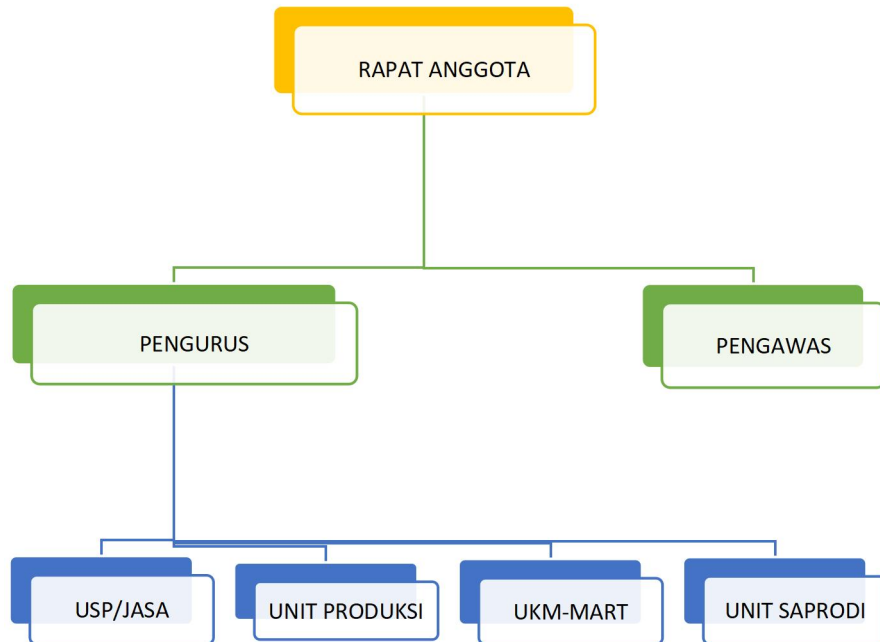 RAPAT ANGGOTA
PENGURUS
PENGAWAS
USP/JASA
UNIT PRODUKSI
UKM-MART
UNIT SAPRODI